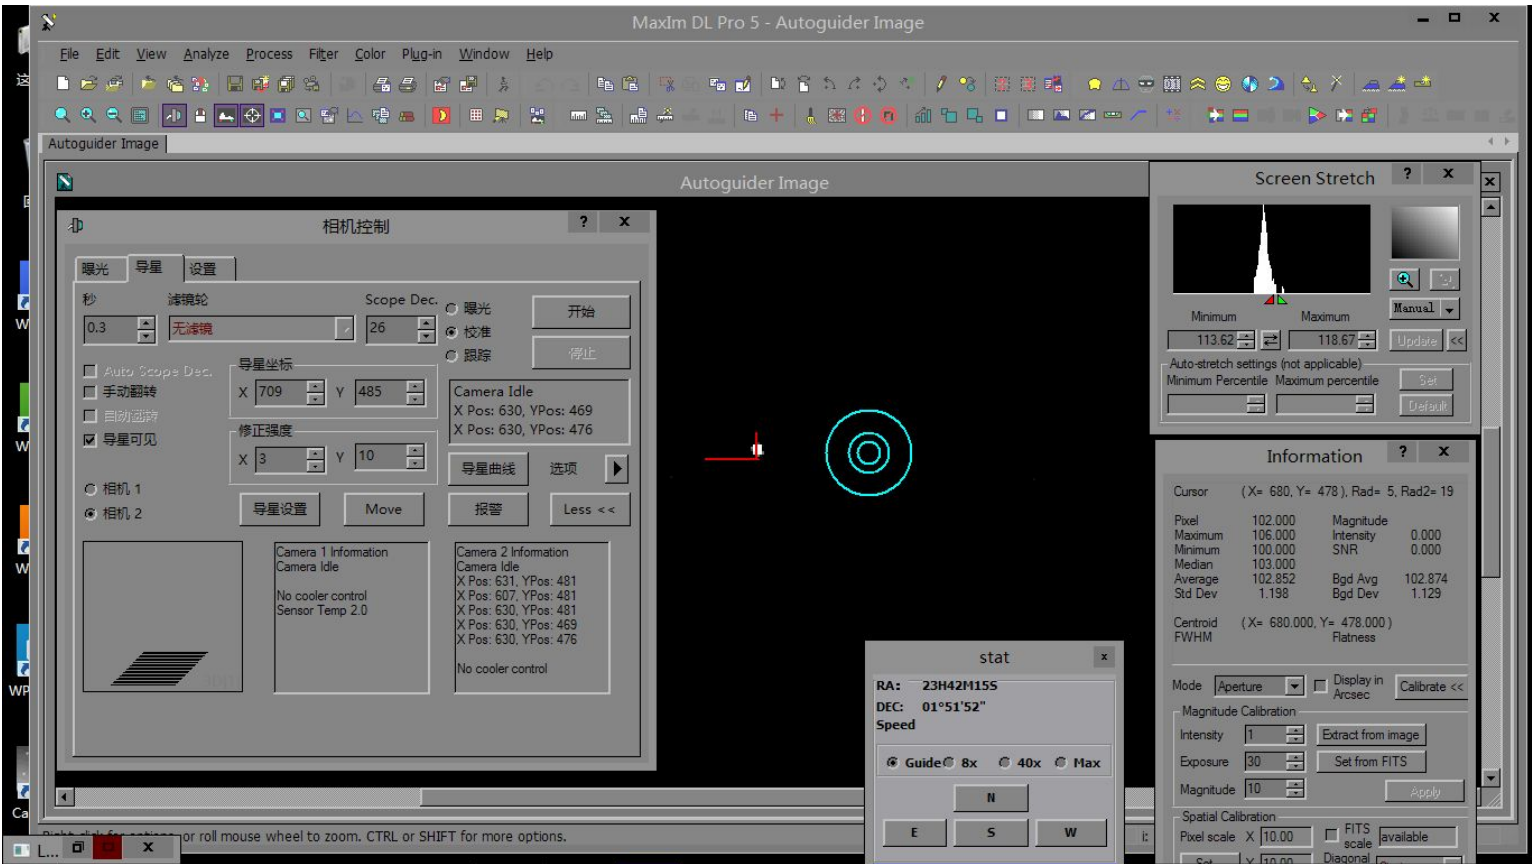 MaxIm DL Pro 5 - Autoguider Image
File Edit View Analyze Process Filter Color Plug-in Window Help
Autoguider Image
Autoguider Image
相机控制
曝光 导星 设置
秒 滤镜轮 Scope Dec.
0.3 无滤镜 26
曝光
校准
跟踪
开始
停止
Auto Scope Dec.
手动翻转
自动翻转
导星可见
导星坐标
X 709 Y 485
修正强度
X 3 Y 10
Camera Idle
X Pos: 630, YPos: 469
X Pos: 630, YPos: 476
导星曲线 选项
相机 1
相机 2
导星设置 Move 报警 Less <<
Camera 1 Information
Camera Idle
No cooler control
Sensor Temp 2.0
Camera 2 Information
Camera Idle
X Pos: 631, YPos: 481
X Pos: 607, YPos: 481
X Pos: 630, YPos: 481
X Pos: 630, YPos: 469
X Pos: 630, YPos: 476
No cooler control
Screen Stretch ? x
Manual
Minimum Maximum
113.62 118.67 Update <<
Auto-stretch settings (not applicable)
Minimum Percentile Maximum percentile Set
Default
Information ? x
Cursor (X= 680, Y= 478), Rad= 5, Rad2= 19
Pixel 102.000 Magnitude
Maximum 106.000 Intensity 0.000
Minimum 100.000 SNR 0.000
Median 103.000
Average 102.852 Bgd Avg 102.874
Std Dev 1.198 Bgd Dev 1.129
Centroid (X= 680.000, Y= 478.000)
FWHM Flatness
Mode Aperture Display in Arcsec Calibrate <<
Magnitude Calibration
Intensity 1 Extract from image
Exposure 30 Set from FITS
Magnitude 10 Apply
Spatial Calibration
Pixel scale X 10.00 FITS scale available
Set Y 10.00 Diagonal
stat x
RA: 23H42M15S
DEC: 01°51'52"
Speed
Guide 8x 40x Max
N
E S W
Right-click for options, or roll mouse wheel to zoom. CTRL or SHIFT for more options.
i:
L...
这
W
W
W
WP
Ca